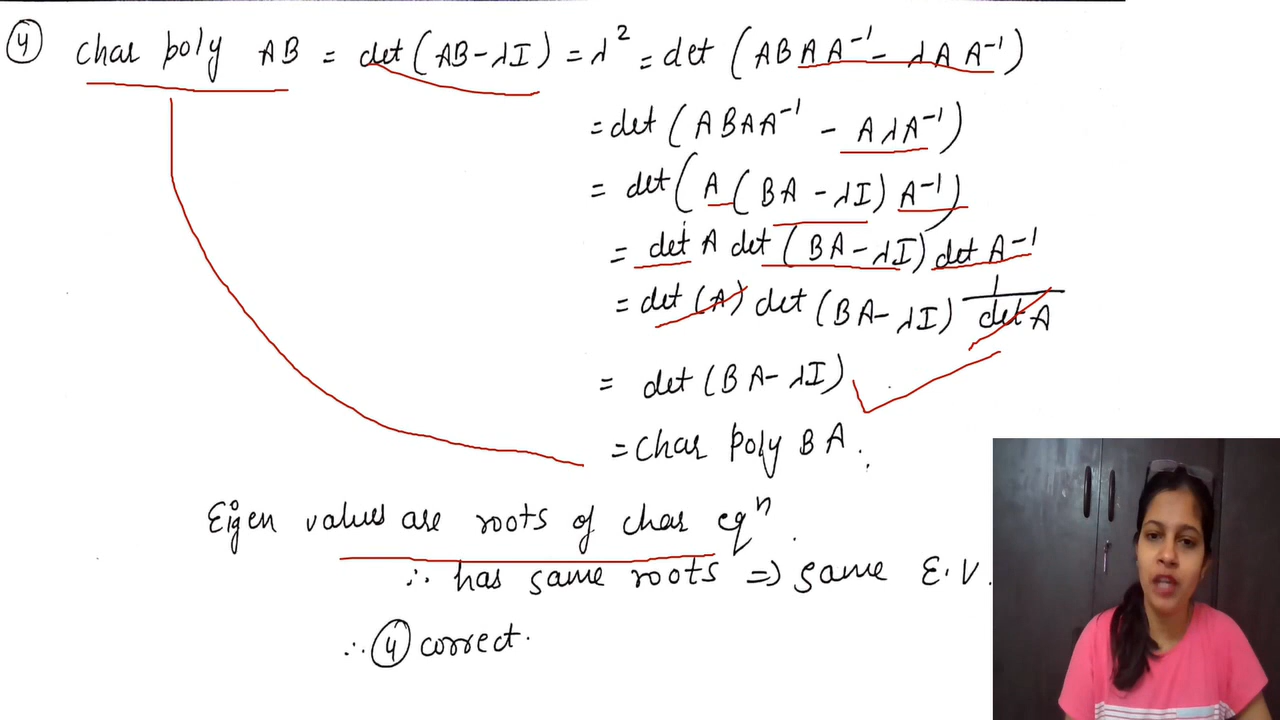 ④ Char poly AB = det (AB-λI) = λ² = det (ABAA⁻¹ - λAA⁻¹)
= det (ABAA⁻¹ - AλA⁻¹)
= det (A (BA - λI) A⁻¹)
= det A det (BA-λI) det A⁻¹
= det (A) det (BA-λI) 1/det A
= det (BA-λI)
= Char poly BA.
Eigen values are roots of char eqⁿ.
∴ has same roots ⇒ same E.V.
∴ ④ correct.